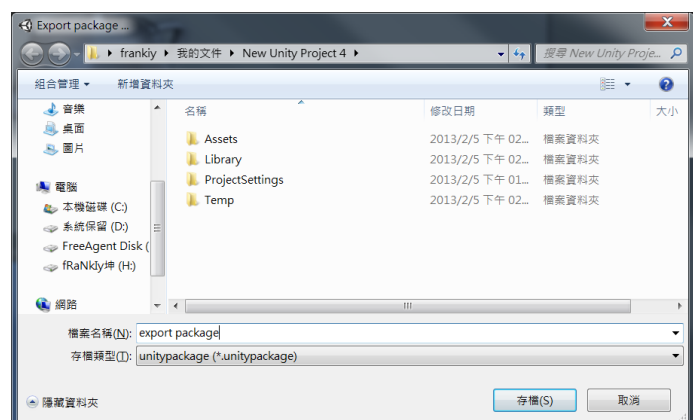 Export package ...
frankiy ▸ 我的文件 ▸ New Unity Project 4 ▸
搜尋 New Unity Proje...
組合管理 ▾ 新增資料夾
音樂
桌面
圖片
電腦
本機磁碟 (C:)
系統保留 (D:)
FreeAgent Disk (
fRaNkIy坤 (H:)
網路
名稱 修改日期 類型 大小
Assets 2013/2/5 下午 02... 檔案資料夾
Library 2013/2/5 下午 02... 檔案資料夾
ProjectSettings 2013/2/5 下午 01... 檔案資料夾
Temp 2013/2/5 下午 02... 檔案資料夾
檔案名稱(N): export package
存檔類型(T): unitypackage (*.unitypackage)
隱藏資料夾
存檔(S) 取消